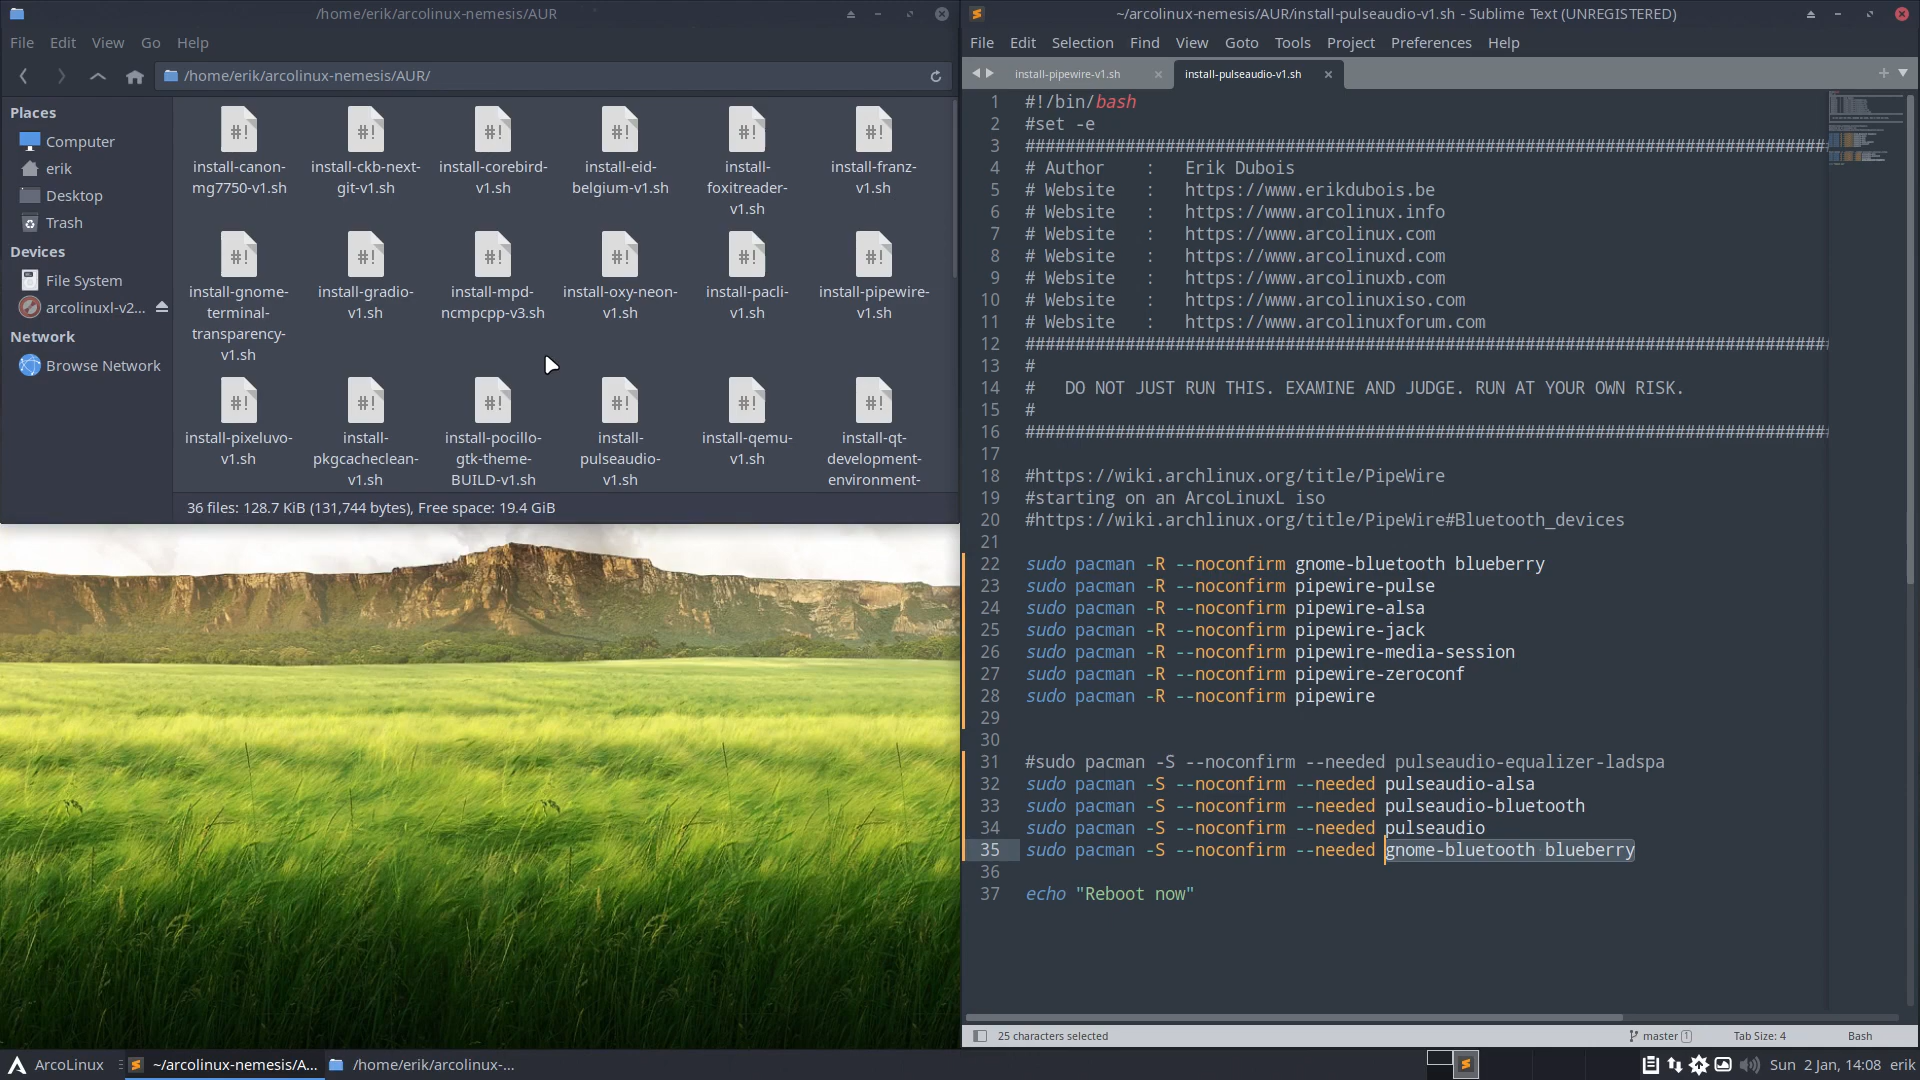 /home/erik/arcolinux-nemesis/AUR
File Edit View Go Help
/home/erik/arcolinux-nemesis/AUR/
Places
Computer
erik
Desktop
Trash
Devices
File System
arcolinuxl-v2...
Network
Browse Network
install-canon-
mg7750-v1.sh
install-ckb-next-
git-v1.sh
install-corebird-
v1.sh
install-eid-
belgium-v1.sh
install-
foxitreader-
v1.sh
install-franz-
v1.sh
install-gnome-
terminal-
transparency-
v1.sh
install-gradio-
v1.sh
install-mpd-
ncmpcpp-v3.sh
install-oxy-neon-
v1.sh
install-pacli-
v1.sh
install-pipewire-
v1.sh
install-pixeluvo-
v1.sh
install-
pkgcacheclean-
v1.sh
install-pocillo-
gtk-theme-
BUILD-v1.sh
install-
pulseaudio-
v1.sh
install-qemu-
v1.sh
install-qt-
development-
environment-
36 files: 128.7 KiB (131,744 bytes), Free space: 19.4 GiB
~/arcolinux-nemesis/AUR/install-pulseaudio-v1.sh - Sublime Text (UNREGISTERED)
File Edit Selection Find View Goto Tools Project Preferences Help
install-pipewire-v1.sh
install-pulseaudio-v1.sh
1 #!/bin/bash
2 #set -e
3 ################################################################################
4 # Author : Erik Dubois
5 # Website : https://www.erikdubois.be
6 # Website : https://www.arcolinux.info
7 # Website : https://www.arcolinux.com
8 # Website : https://www.arcolinuxd.com
9 # Website : https://www.arcolinuxb.com
10 # Website : https://www.arcolinuxiso.com
11 # Website : https://www.arcolinuxforum.com
12 ################################################################################
13 #
14 # DO NOT JUST RUN THIS. EXAMINE AND JUDGE. RUN AT YOUR OWN RISK.
15 #
16 ################################################################################
17
18 #https://wiki.archlinux.org/title/PipeWire
19 #starting on an ArcoLinuxL iso
20 #https://wiki.archlinux.org/title/PipeWire#Bluetooth_devices
21
22 sudo pacman -R --noconfirm gnome-bluetooth blueberry
23 sudo pacman -R --noconfirm pipewire-pulse
24 sudo pacman -R --noconfirm pipewire-alsa
25 sudo pacman -R --noconfirm pipewire-jack
26 sudo pacman -R --noconfirm pipewire-media-session
27 sudo pacman -R --noconfirm pipewire-zeroconf
28 sudo pacman -R --noconfirm pipewire
29
30
31 #sudo pacman -S --noconfirm --needed pulseaudio-equalizer-ladspa
32 sudo pacman -S --noconfirm --needed pulseaudio-alsa
33 sudo pacman -S --noconfirm --needed pulseaudio-bluetooth
34 sudo pacman -S --noconfirm --needed pulseaudio
35 sudo pacman -S --noconfirm --needed gnome-bluetooth blueberry
36
37 echo "Reboot now"
25 characters selected
master 1
Tab Size: 4
Bash
ArcoLinux
~/arcolinux-nemesis/A...
/home/erik/arcolinux-...
Sun 2 Jan, 14:08 erik